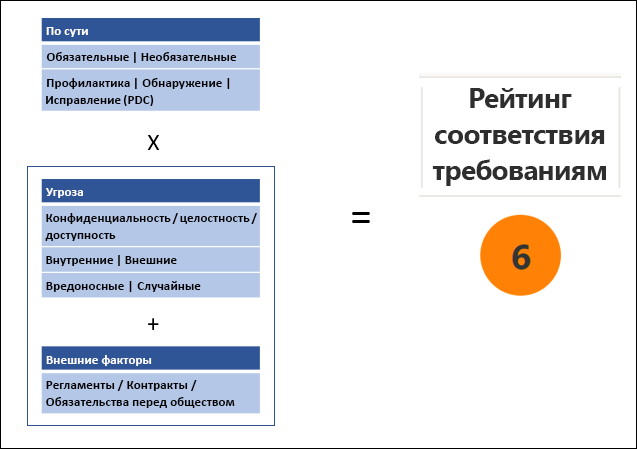 По сути
Обязательные | Необязательные
Профилактика | Обнаружение |
Исправление (PDC)
X
Угроза
Конфиденциальность / целостность /
доступность
Внутренние | Внешние
Вредоносные | Случайные
+
Внешние факторы
Регламенты / Контракты /
Обязательства перед обществом
=
Рейтинг
соответствия
требованиям
6